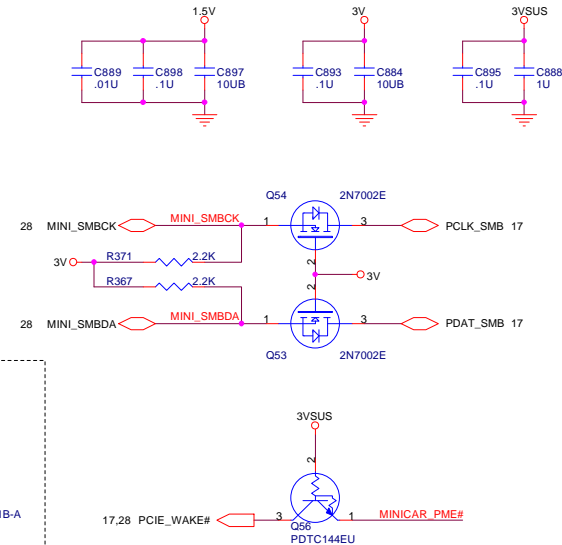 1.5V 3V 3VSUS
C889 C898 C897 C893 C884 C895 C888
.01U .1U 10UB .1U 10UB .1U 1U
Q54 2N7002E
28 MINI_SMBCK MINI_SMBCK 1 3 PCLK_SMB 17
R371 2.2K
2
3V 3V
R367 2.2K
2
28 MINI_SMBDA MINI_SMBDA 1 3 PDAT_SMB 17
Q53 2N7002E
3VSUS
2
1B-A
17,28 PCIE_WAKE# 3 1 MINICAR_PME#
Q56
PDTC144EU